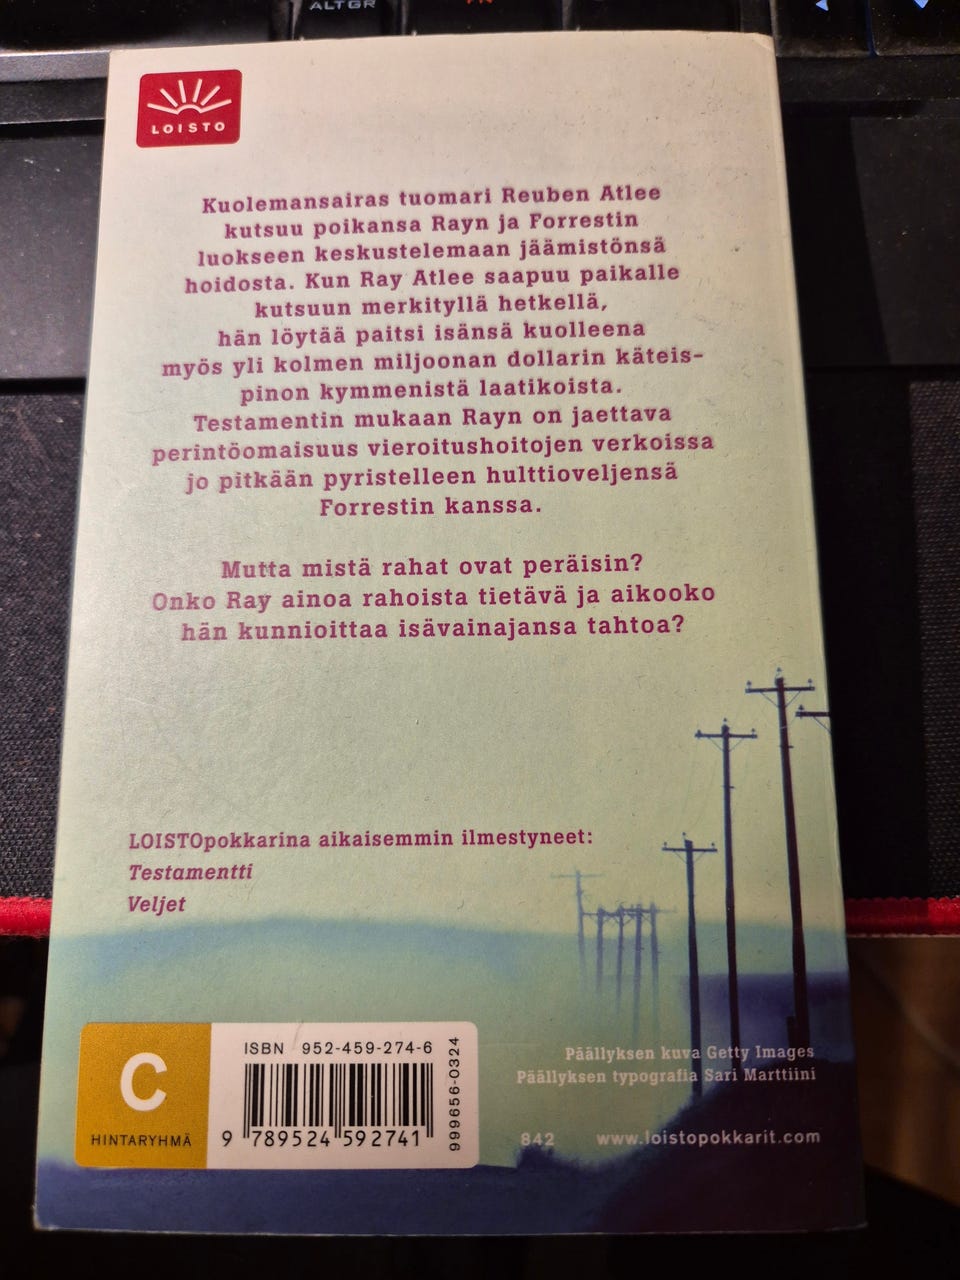 ALTGR
LOISTO
Kuolemansairas tuomari Reuben Atlee
kutsuu poikansa Rayn ja Forrestin
luokseen keskustelemaan jäämistönsä
hoidosta. Kun Ray Atlee saapuu paikalle
kutsuun merkityllä hetkellä,
hän löytää paitsi isänsä kuolleena
myös yli kolmen miljoonan dollarin käteis-
pinon kymmenistä laatikoista.
Testamentin mukaan Rayn on jaettava
perintöomaisuus vieroitushoitojen verkoissa
jo pitkään pyristelleen hulttioveljensä
Forrestin kanssa.
Mutta mistä rahat ovat peräisin?
Onko Ray ainoa rahoista tietävä ja aikooko
hän kunnioittaa isävainajansa tahtoa?
LOISTOpokkarina aikaisemmin ilmestyneet:
Testamentti
Veljet
C
HINTARYHMÄ
ISBN 952-459-274-6
9 789524 592741
999656-0324
Päällyksen kuva Getty Images
Päällyksen typografia Sari Marttiini
842 www.loistopokkarit.com